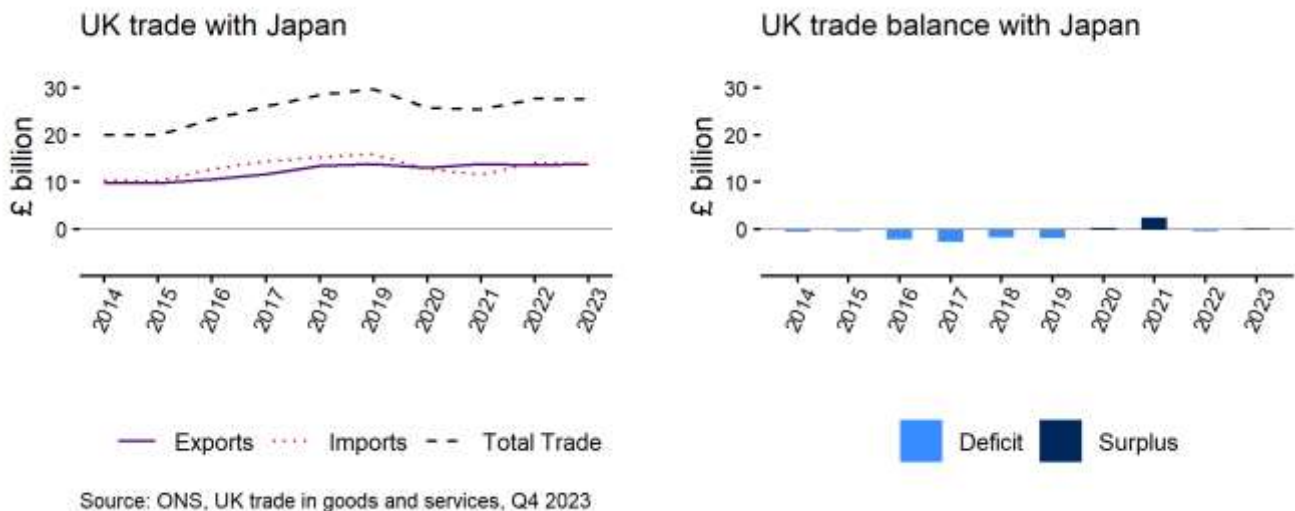 UK trade with Japan
£ billion
30
20
10
0
2014
2015
2016
2017
2018
2019
2020
2021
2022
2023
Exports
Imports
Total Trade
UK trade balance with Japan
£ billion
30
20
10
0
2014
2015
2016
2017
2018
2019
2020
2021
2022
2023
Deficit
Surplus
Source: ONS, UK trade in goods and services, Q4 2023